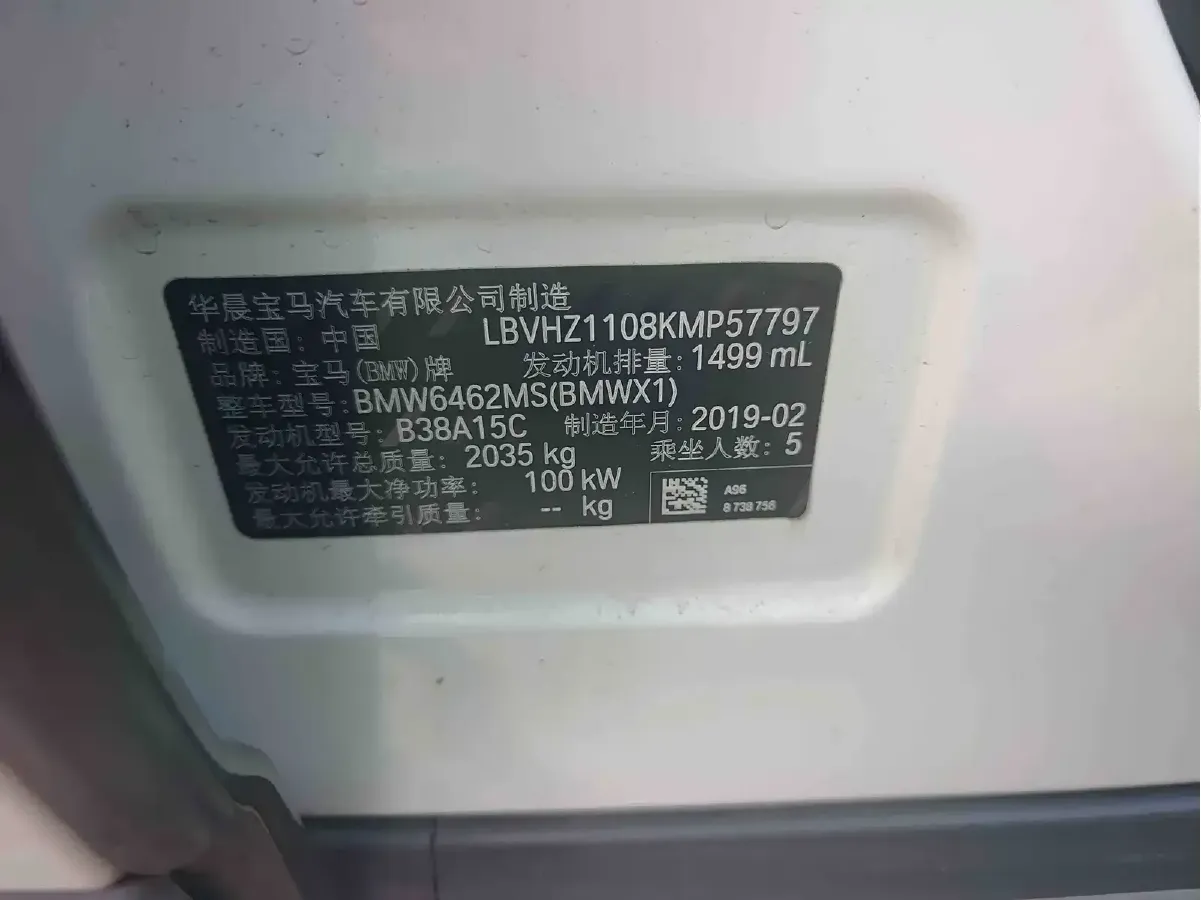 华晨宝马汽车有限公司制造
制造国: 中国 LBVHZ1108KMP57797
品牌: 宝马(BMW)牌 发动机排量: 1499 mL
整车型号: BMW6462MS(BMWX1)
发动机型号: B38A15C 制造年月: 2019-02
最大允许总质量: 2035 kg 乘坐人数: 5
发动机最大净功率: 100 kW
最大允许牵引质量: -- kg
A96
8 738 756